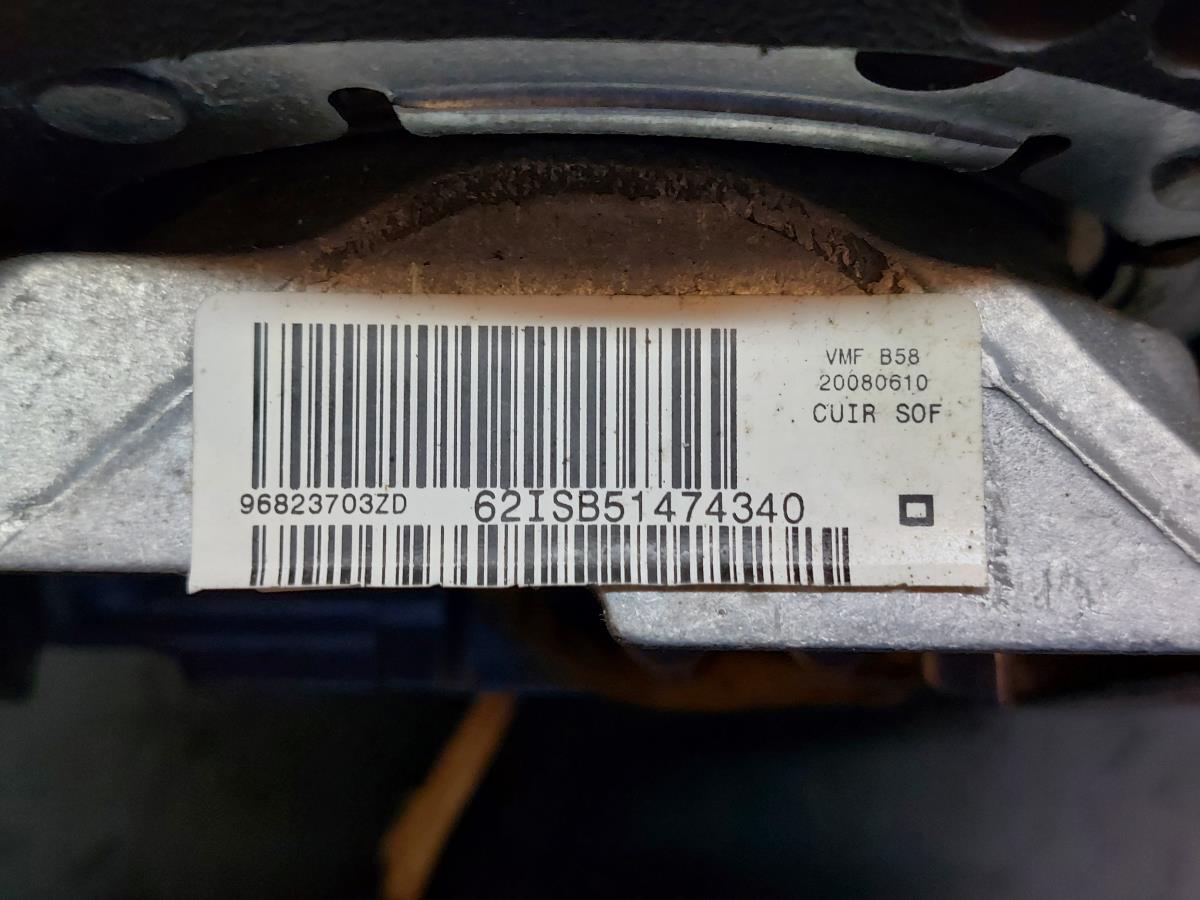 VMF B58
20080610
CUIR SOF
96823703ZD
62ISB51474340